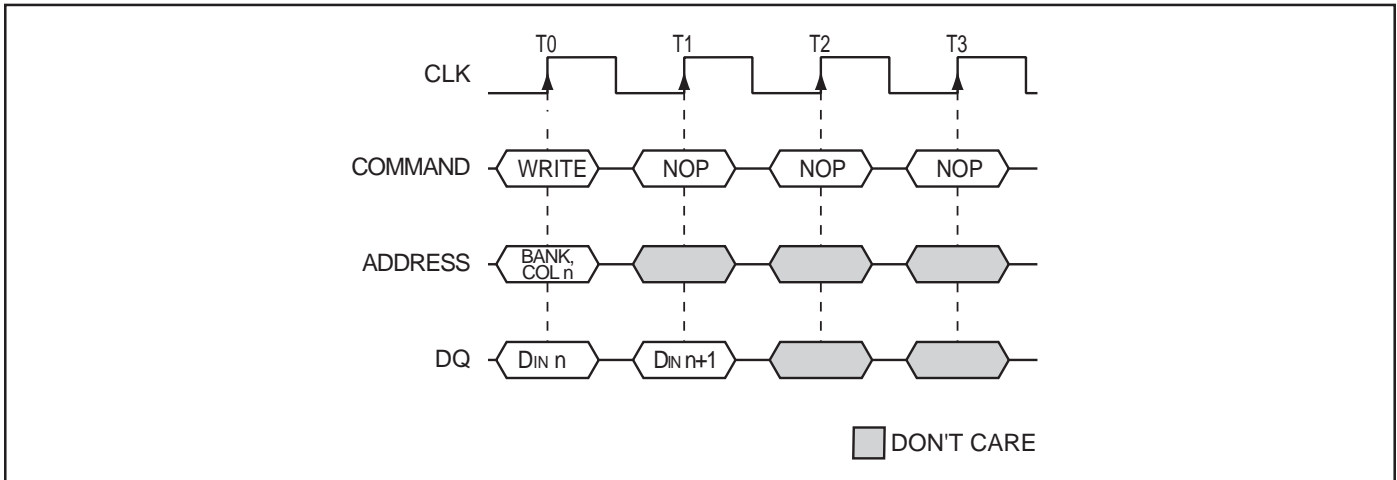 T0 T1 T2 T3
CLK
COMMAND WRITE NOP NOP NOP
ADDRESS BANK,
COL n
DQ DIN n DIN n+1
DON'T CARE